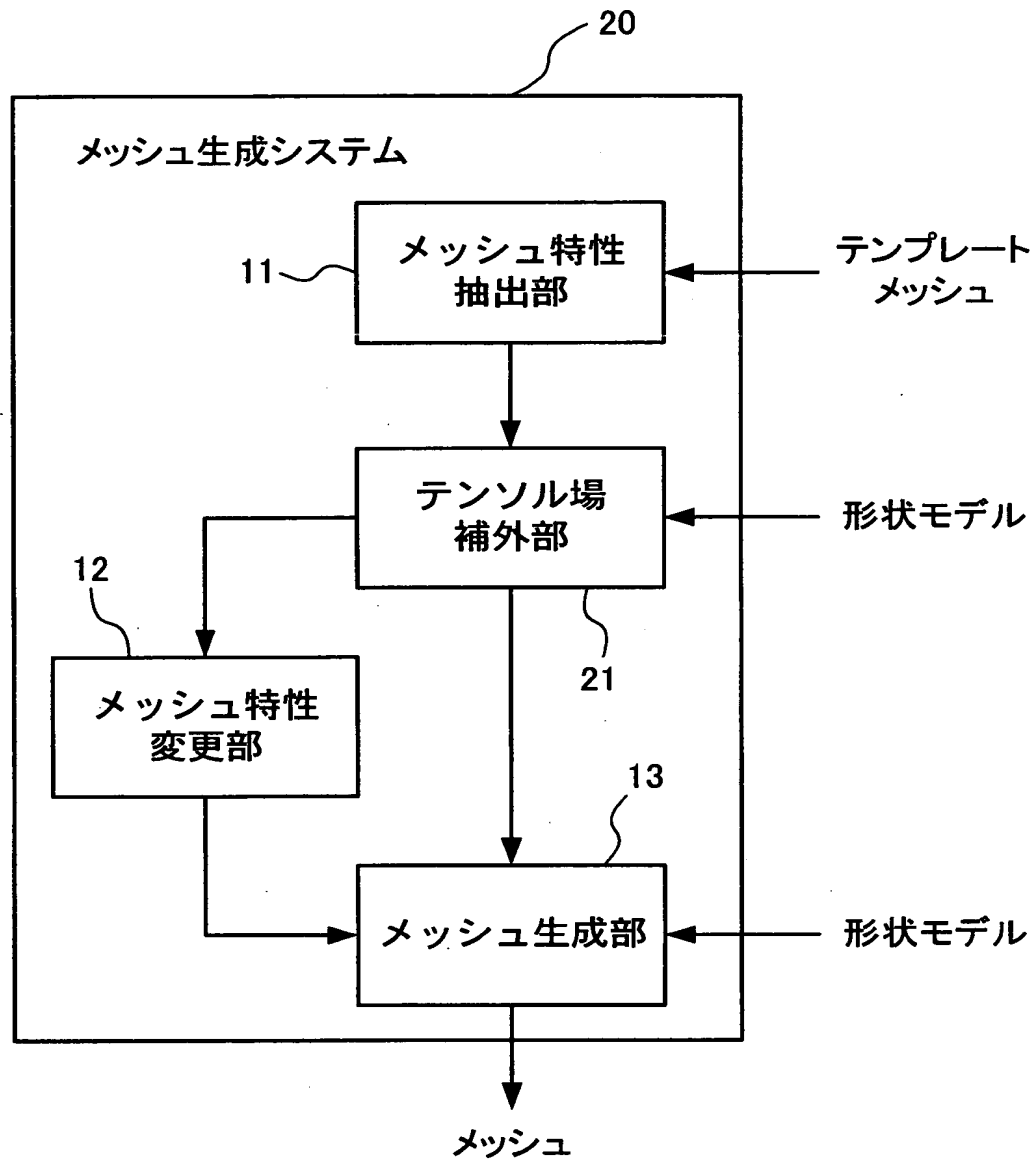 20
メッシュ生成システム
メッシュ特性
抽出部
11
テンプレート
メッシュ
テンソル場
補外部
形状モデル
12
21
メッシュ特性
変更部
13
メッシュ生成部
形状モデル
メッシュ